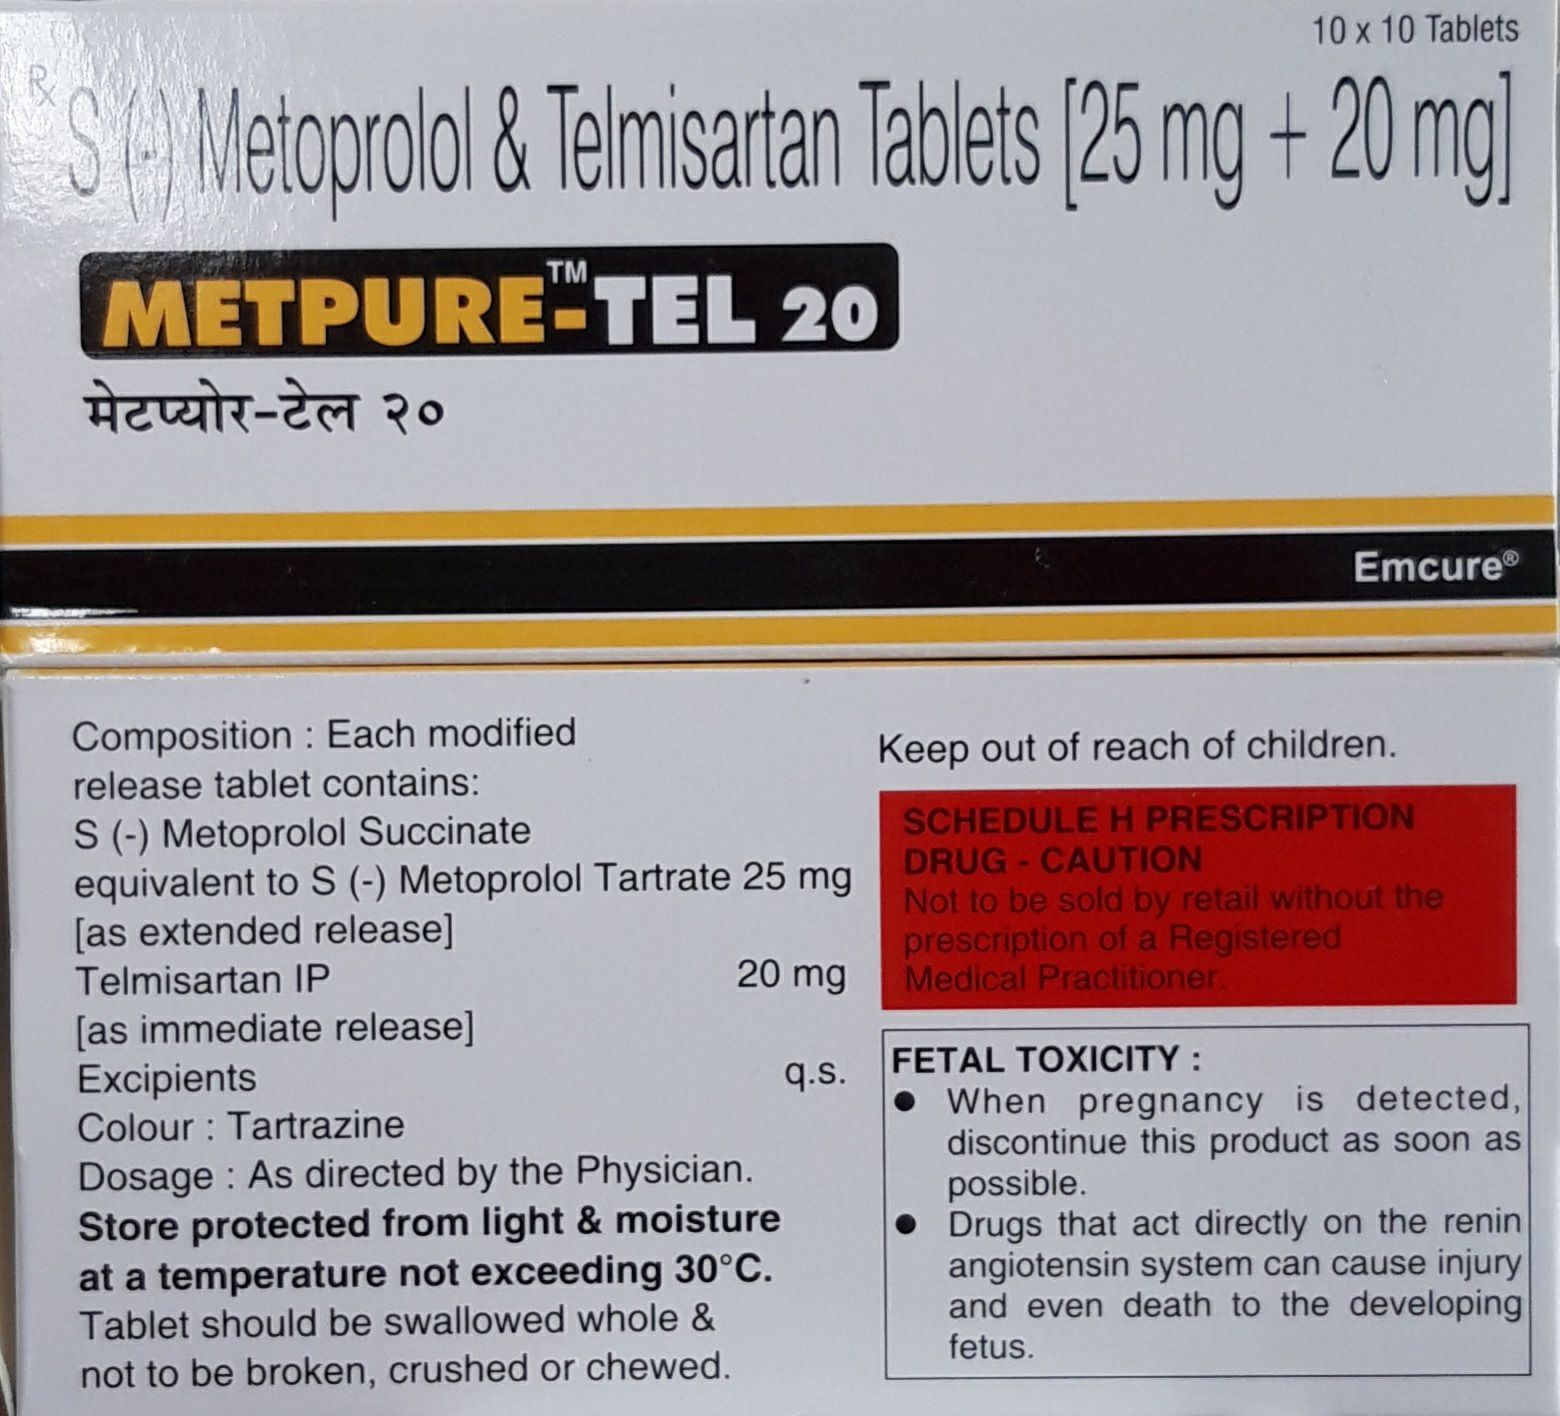 10 x 10 Tablets
Rx S (-) Metoprolol & Telmisartan Tablets [25 mg + 20 mg]
METPURE-™TEL 20
मेटप्योर-टेल २०
Emcure®
Composition : Each modified
release tablet contains:
S (-) Metoprolol Succinate
equivalent to S (-) Metoprolol Tartrate 25 mg
[as extended release]
Telmisartan IP 20 mg
[as immediate release]
Excipients q.s.
Colour : Tartrazine
Dosage : As directed by the Physician.
Store protected from light & moisture
at a temperature not exceeding 30°C.
Tablet should be swallowed whole &
not to be broken, crushed or chewed.
Keep out of reach of children.
SCHEDULE H PRESCRIPTION
DRUG - CAUTION
Not to be sold by retail without the
prescription of a Registered
Medical Practitioner.
FETAL TOXICITY :
● When pregnancy is detected,
discontinue this product as soon as
possible.
● Drugs that act directly on the renin
angiotensin system can cause injury
and even death to the developing
fetus.